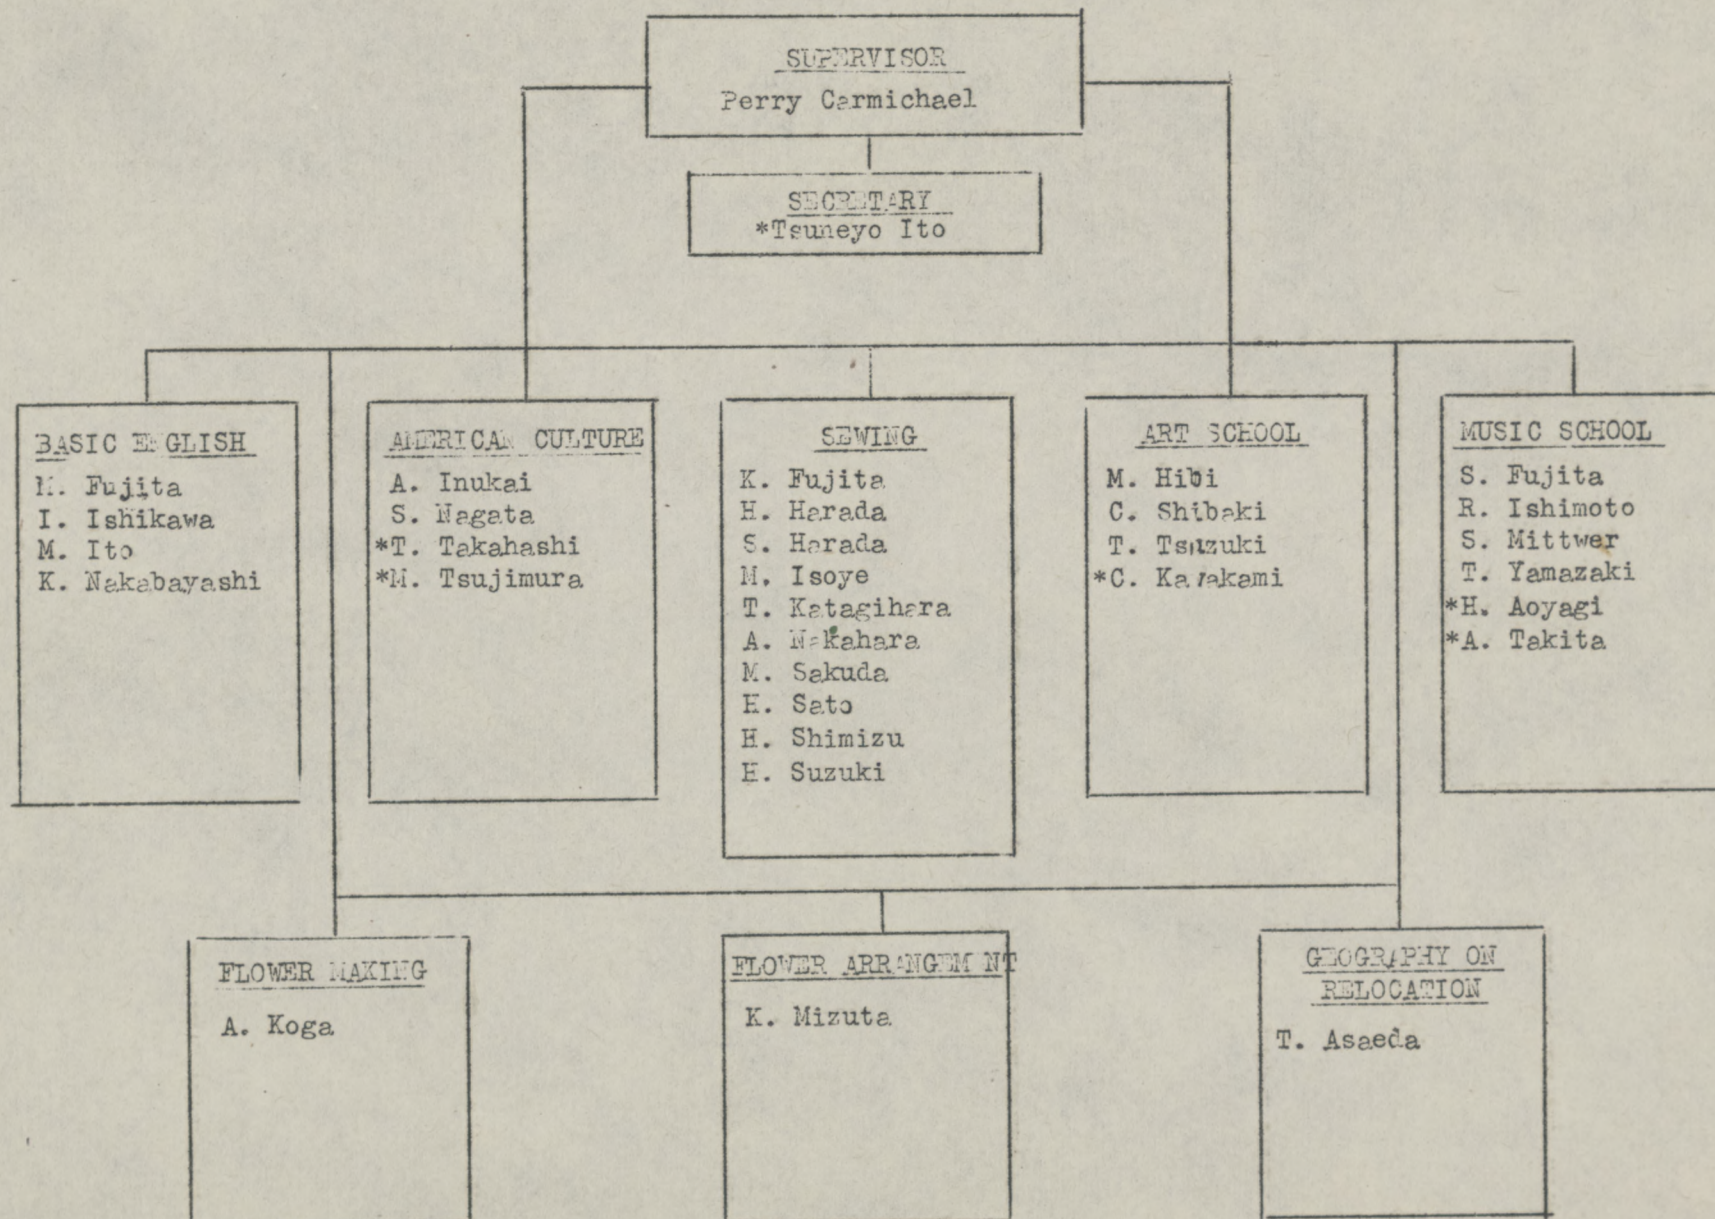 SUPERVISOR
Perry Carmichael
SECRETARY
*Tsuneyo Ito
BASIC ENGLISH
M. Fujita
I. Ishikawa
M. Ito
K. Nakabayashi
AMERICAN CULTURE
A. Inukai
S. Nagata
*T. Takahashi
*M. Tsujimura
SEWING
K. Fujita
H. Harada
S. Harada
M. Isoye
T. Katagihara
A. Nakahara
M. Sakuda
H. Sato
H. Shimizu
H. Suzuki
ART SCHOOL
M. Hibi
C. Shibaki
T. Tsuzuki
*C. Kawakami
MUSIC SCHOOL
S. Fujita
R. Ishimoto
S. Mittwer
T. Yamazaki
*H. Aoyagi
*A. Takita
FLOWER MAKING
A. Koga
FLOWER ARRANGEMENT
K. Mizuta
GEOGRAPHY ON
RELOCATION
T. Asaeda